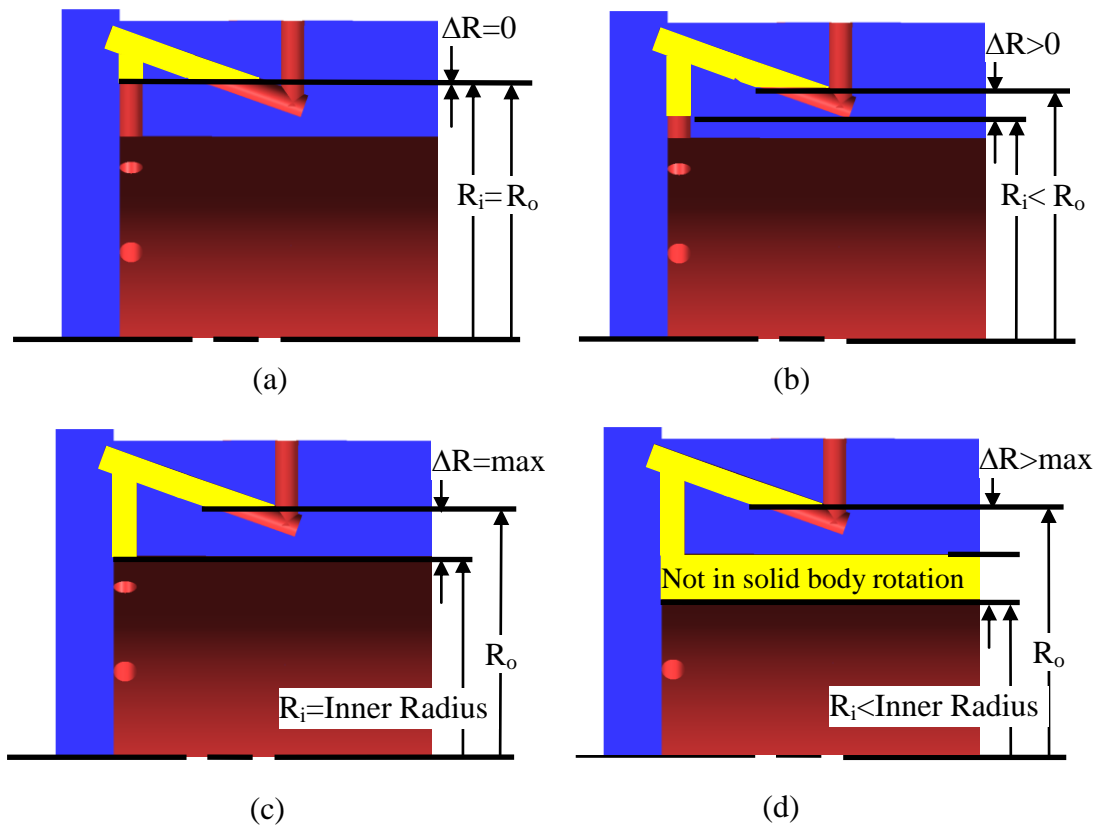 ΔR=0
Rᵢ= Rₒ
(a)
ΔR>0
Rᵢ< Rₒ
(b)
ΔR=max
Rₒ
Rᵢ=Inner Radius
(c)
ΔR>max
Not in solid body rotation
Rₒ
Rᵢ<Inner Radius
(d)